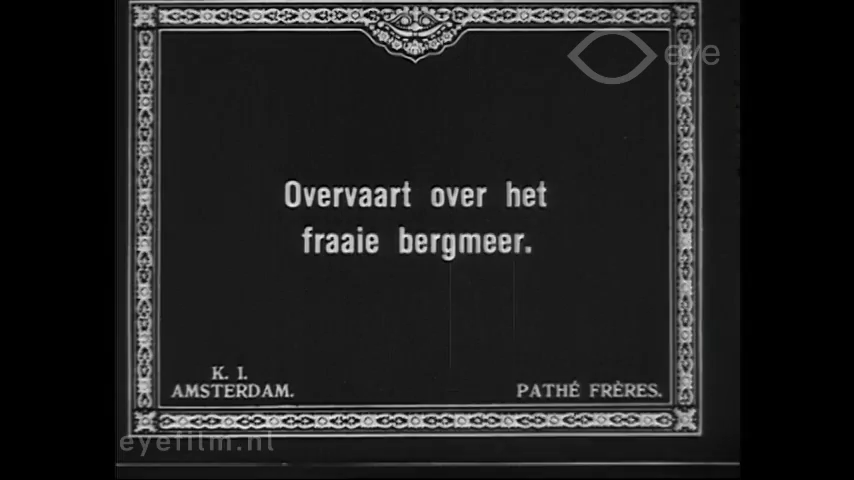 eye
Overvaart over het
fraaie bergmeer.
K. I.
AMSTERDAM.
PATHÉ FRÈRES.
eyefilm.nl